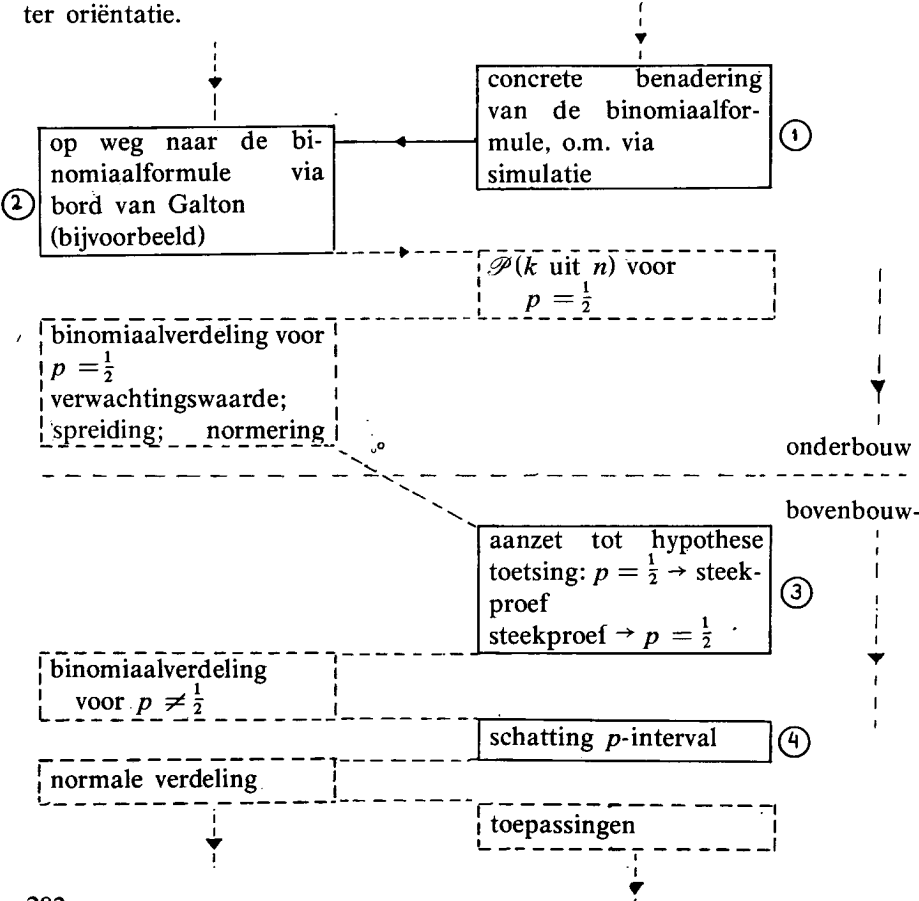 ter oriëntatie.
concrete benadering
van de binomiaalfor-
mule, o.m. via
simulatie
①
op weg naar de bi-
nomiaalformule via
bord van Galton
(bijvoorbeeld)
②
𝒫(k uit n) voor
p = ½
binomiaalverdeling voor
p = ½
verwachtingswaarde;
spreiding; normering
onderbouw
bovenbouw-
aanzet tot hypothese
toetsing: p = ½ → steek-
proef
steekproef → p = ½
③
binomiaalverdeling
voor p ≠ ½
schatting p-interval
④
normale verdeling
toepassingen